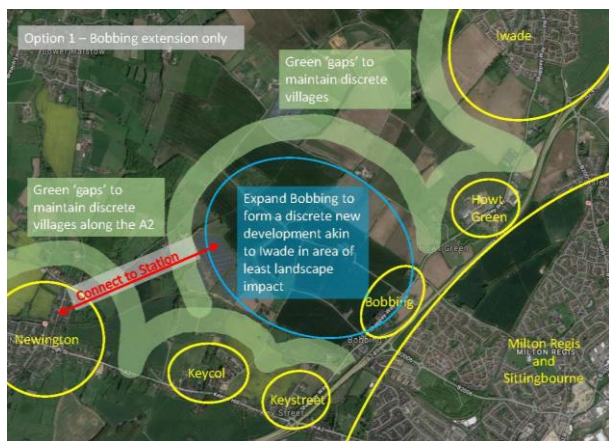 Option 1 – Bobbing extension only
Iwade
Green 'gaps' to
maintain discrete
villages
Green 'gaps' to
maintain discrete
villages along the A2
Expand Bobbing to
form a discrete new
development akin
to Iwade in area of
least landscape
impact
Howt
Green
Connect to Station
Bobbing
Newington
Keycol
Keystreet
Milton Regis
and
Sittingbourne
MILTON REGIS